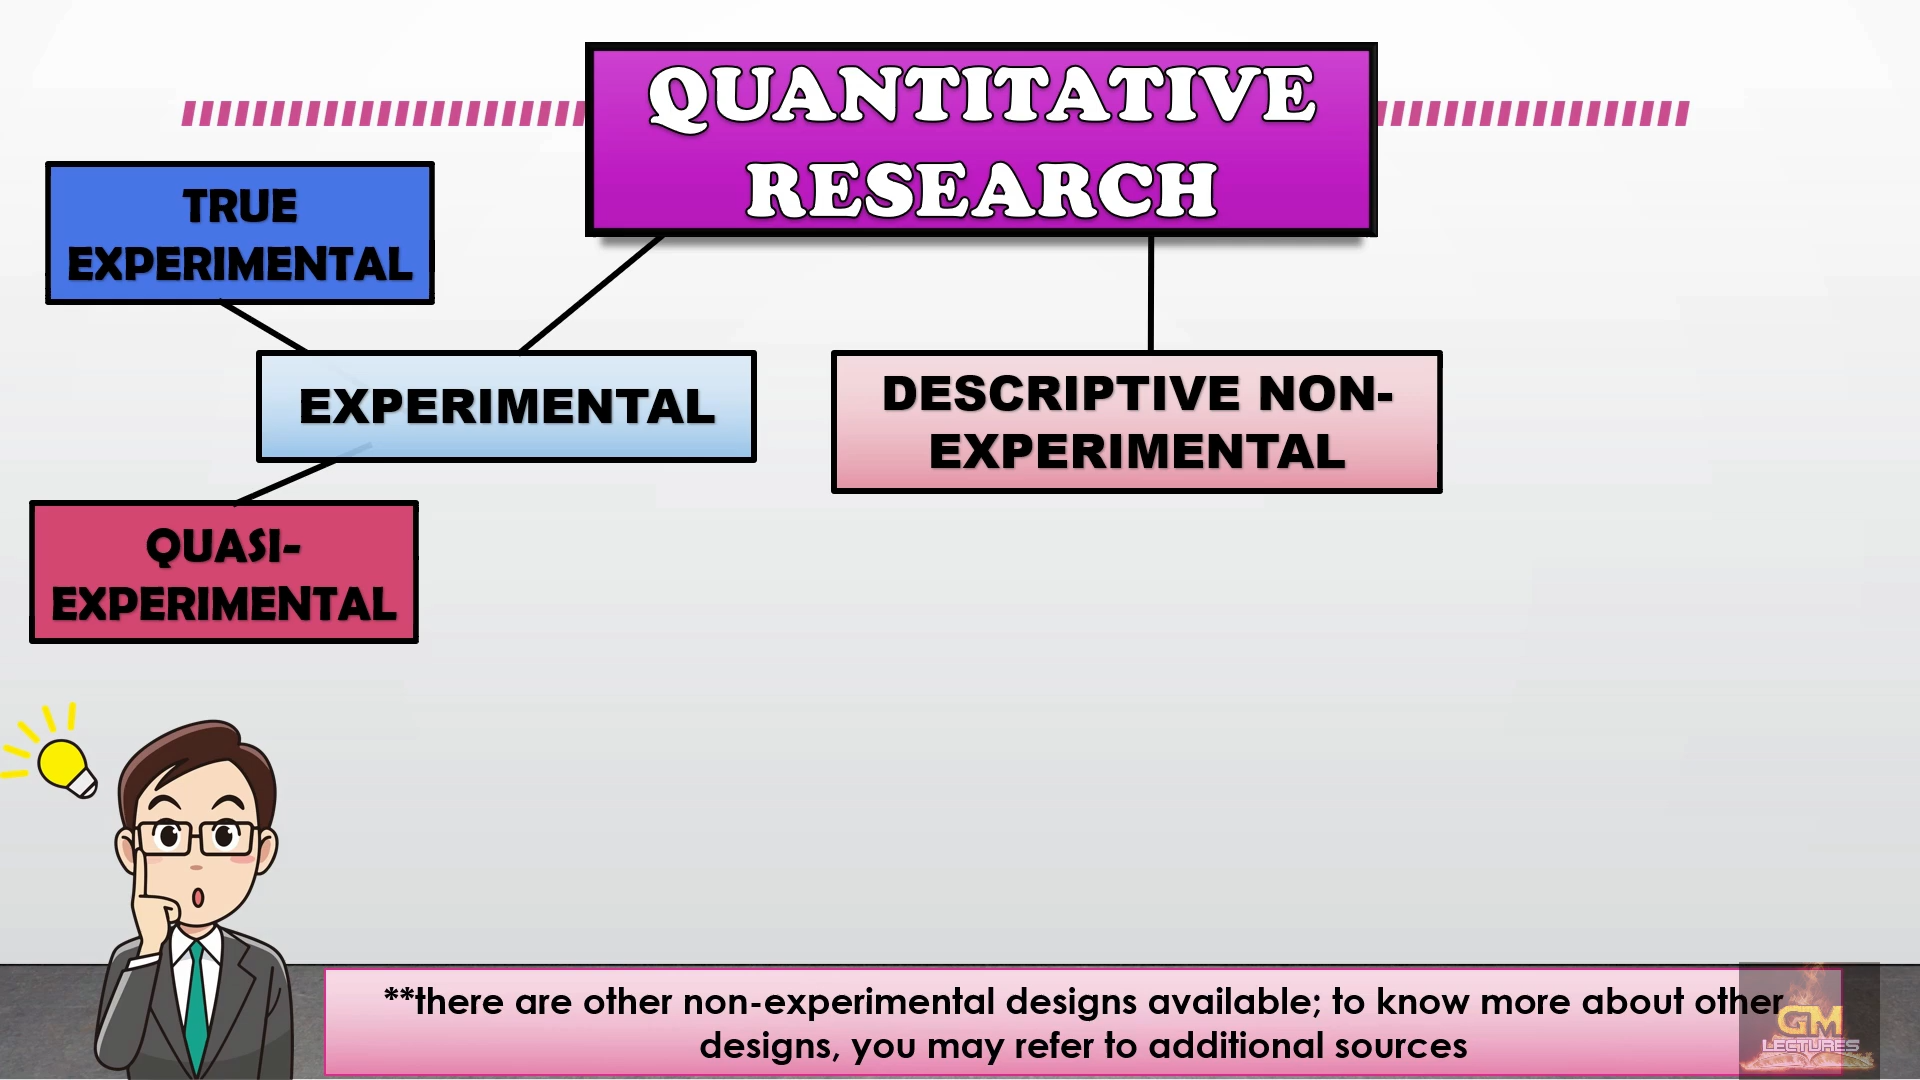 QUANTITATIVE
RESEARCH
TRUE
EXPERIMENTAL
EXPERIMENTAL
DESCRIPTIVE NON-
EXPERIMENTAL
QUASI-
EXPERIMENTAL
**there are other non-experimental designs available; to know more about other
designs, you may refer to additional sources
GM
LECTURES